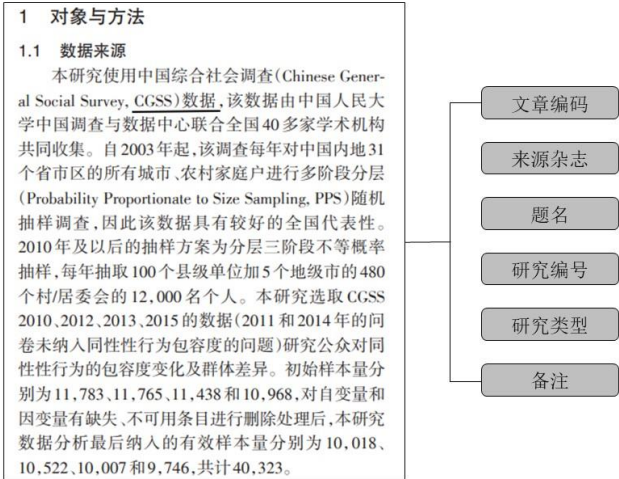 1 对象与方法
1.1 数据来源
本研究使用中国综合社会调查(Chinese Gener-
al Social Survey, CGSS)数据,该数据由中国人民大
学中国调查与数据中心联合全国40多家学术机构
共同收集。自2003年起,该调查每年对中国内地31
个省市区的所有城市、农村家庭户进行多阶段分层
(Probability Proportionate to Size Sampling, PPS)随机
抽样调查,因此该数据具有较好的全国代表性。
2010年及以后的抽样方案为分层三阶段不等概率
抽样,每年抽取100个县级单位加5个地级市的480
个村/居委会的12,000名个人。本研究选取CGSS
2010、2012、2013、2015的数据(2011和2014年的问
卷未纳入同性性行为包容度的问题)研究公众对同
性性行为的包容度变化及群体差异。初始样本量分
别为11,783、11,765、11,438和10,968,对自变量和
因变量有缺失、不可用条目进行删除处理后,本研究
数据分析最后纳入的有效样本量分别为10,018、
10,522、10,007和9,746,共计40,323。
文章编码
来源杂志
题名
研究编号
研究类型
备注